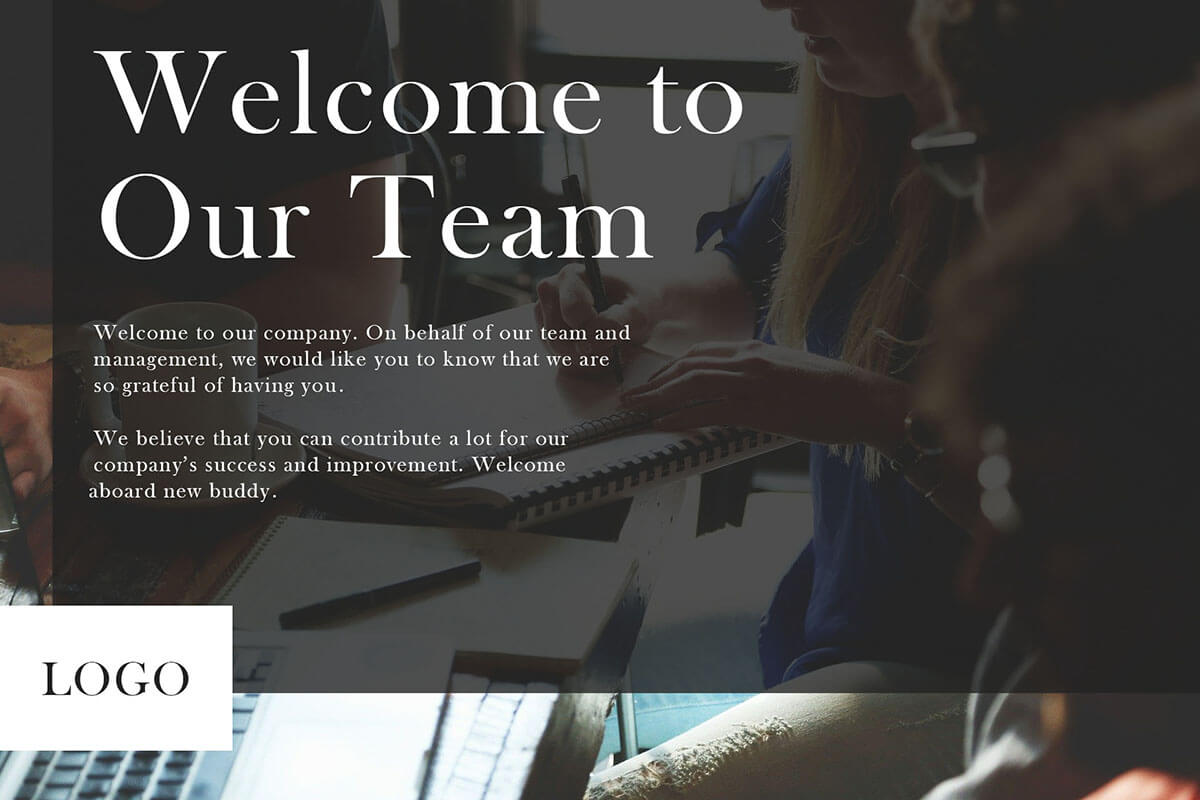 Welcome to
Our Team
Welcome to our company. On behalf of our team and
management, we would like you to know that we are
so grateful of having you.
We believe that you can contribute a lot for our
company’s success and improvement. Welcome
aboard new buddy.
LOGO